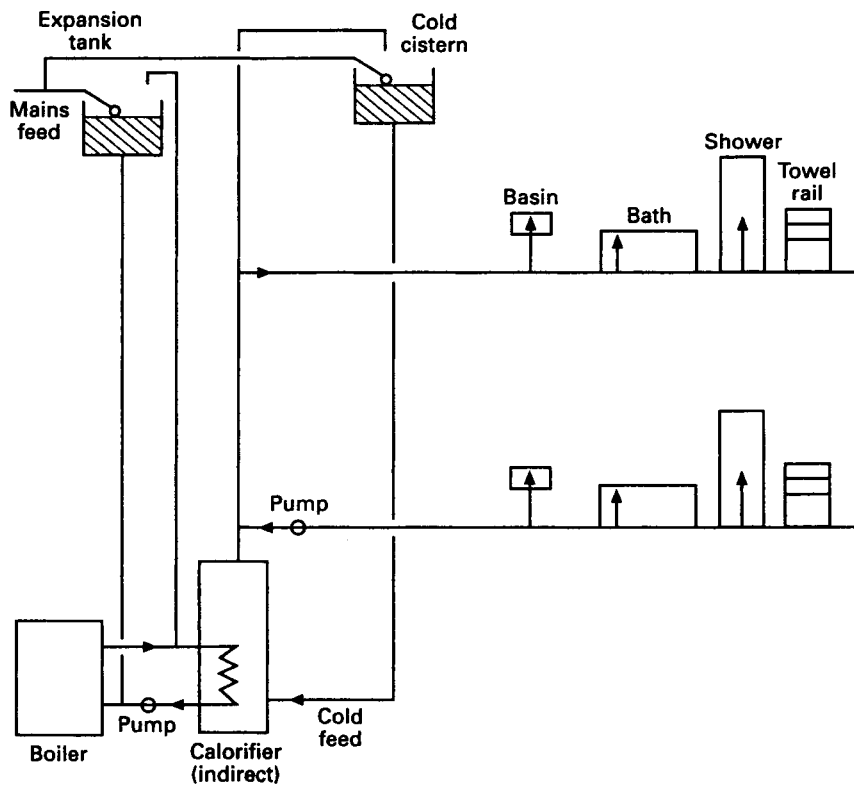 Expansion
tank
Cold
cistern
Mains
feed
Shower
Towel
rail
Basin
Bath
Pump
Pump
Cold
feed
Boiler
Calorifier
(indirect)